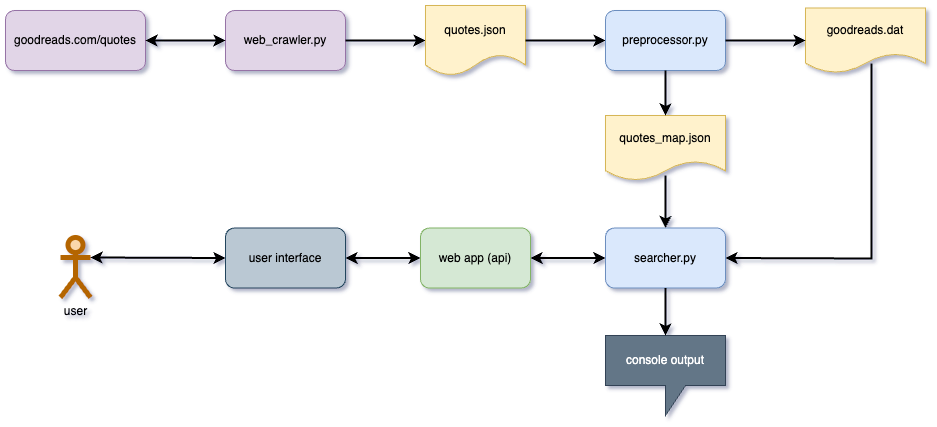 goodreads.com/quotes
web_crawler.py
quotes.json
preprocessor.py
goodreads.dat
quotes_map.json
user interface
web app (api)
searcher.py
user
console output